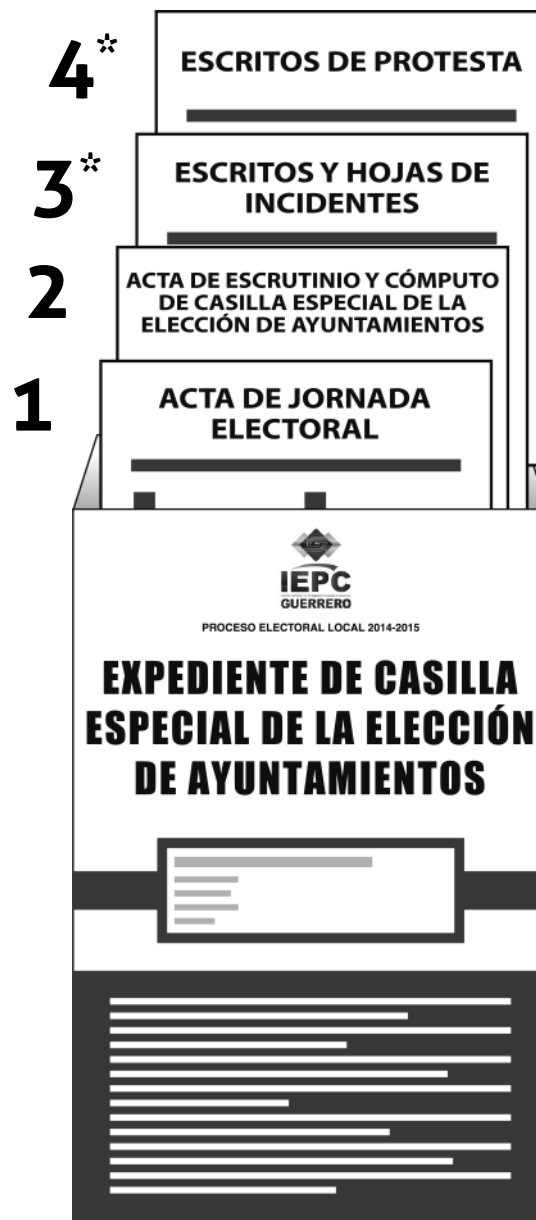 4*
ESCRITOS DE PROTESTA
3*
ESCRITOS Y HOJAS DE
INCIDENTES
2
ACTA DE ESCRUTINIO Y CÓMPUTO
DE CASILLA ESPECIAL DE LA
ELECCIÓN DE AYUNTAMIENTOS
1
ACTA DE JORNADA
ELECTORAL
IEPC
GUERRERO
PROCESO ELECTORAL LOCAL 2014-2015
EXPEDIENTE DE CASILLA
ESPECIAL DE LA ELECCIÓN
DE AYUNTAMIENTOS